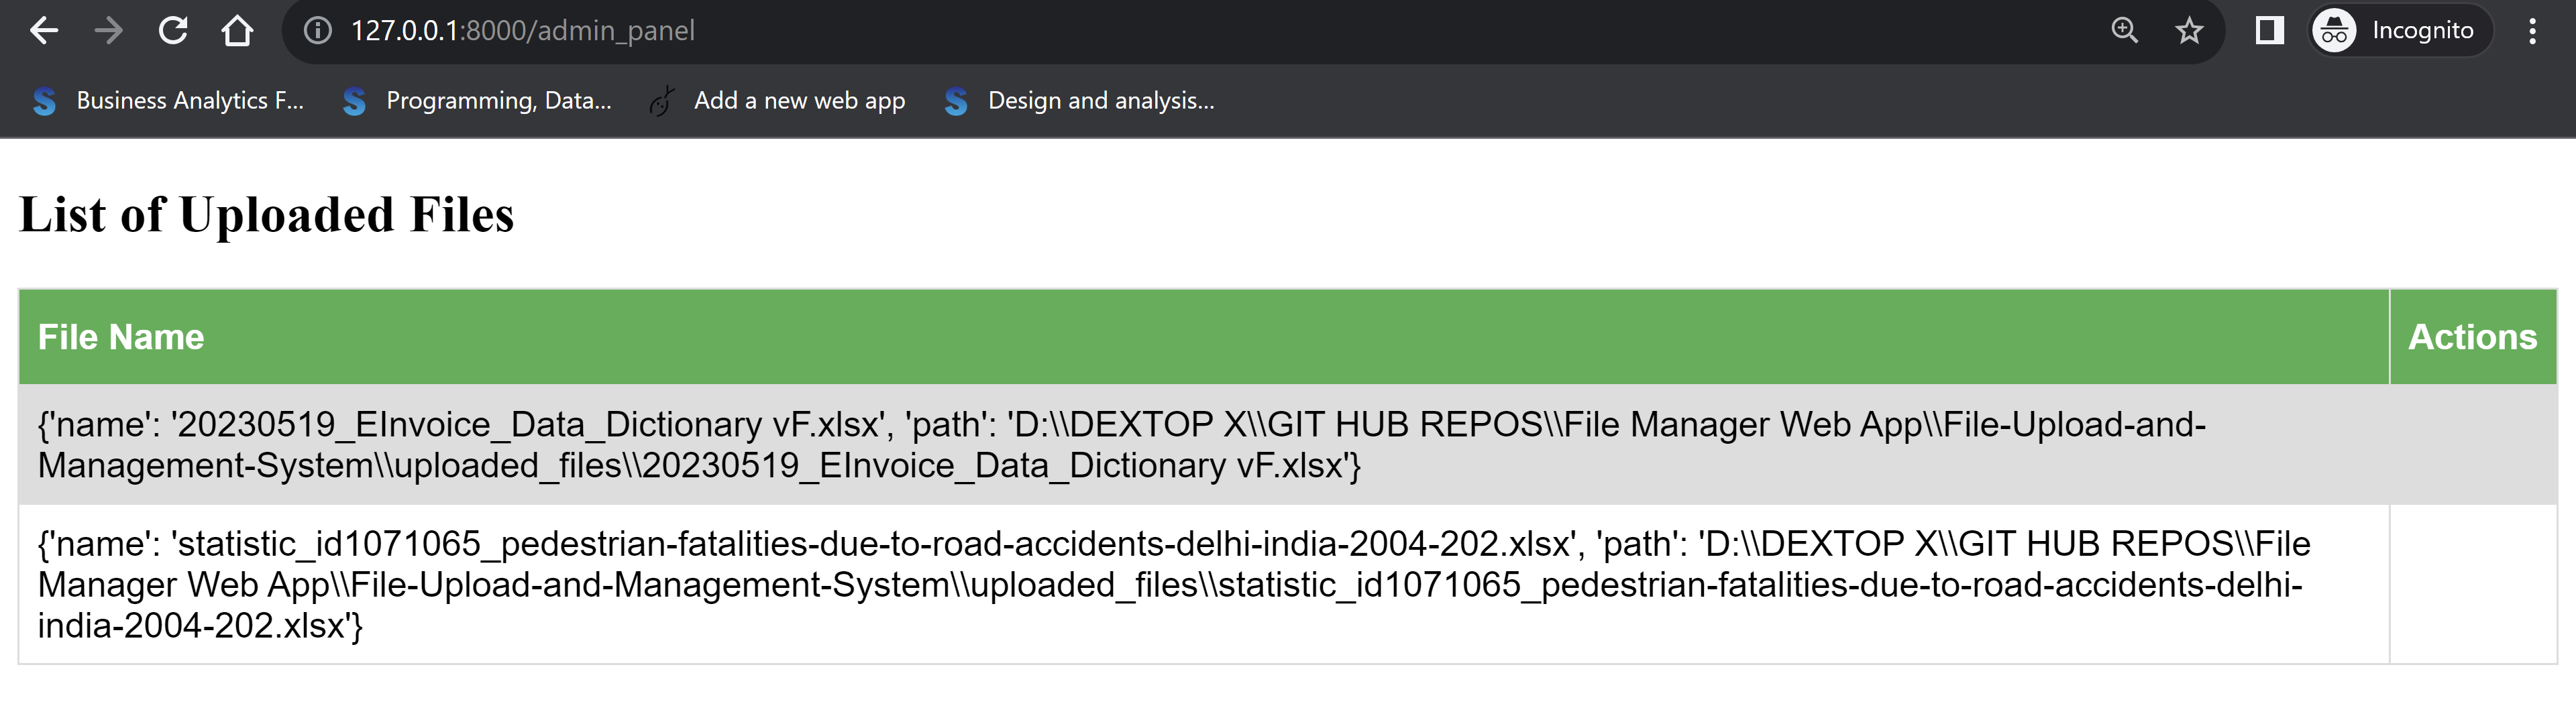 127.0.0.1:8000/admin_panel
Incognito
Business Analytics F...
Programming, Data...
Add a new web app
Design and analysis...
List of Uploaded Files
File Name
Actions
{'name': '20230519_EInvoice_Data_Dictionary vF.xlsx', 'path': 'D:\\DEXTOP X\\GIT HUB REPOS\\File Manager Web App\\File-Upload-and-
Management-System\\uploaded_files\\20230519_EInvoice_Data_Dictionary vF.xlsx'}
{'name': 'statistic_id1071065_pedestrian-fatalities-due-to-road-accidents-delhi-india-2004-202.xlsx', 'path': 'D:\\DEXTOP X\\GIT HUB REPOS\\File
Manager Web App\\File-Upload-and-Management-System\\uploaded_files\\statistic_id1071065_pedestrian-fatalities-due-to-road-accidents-delhi-
india-2004-202.xlsx'}